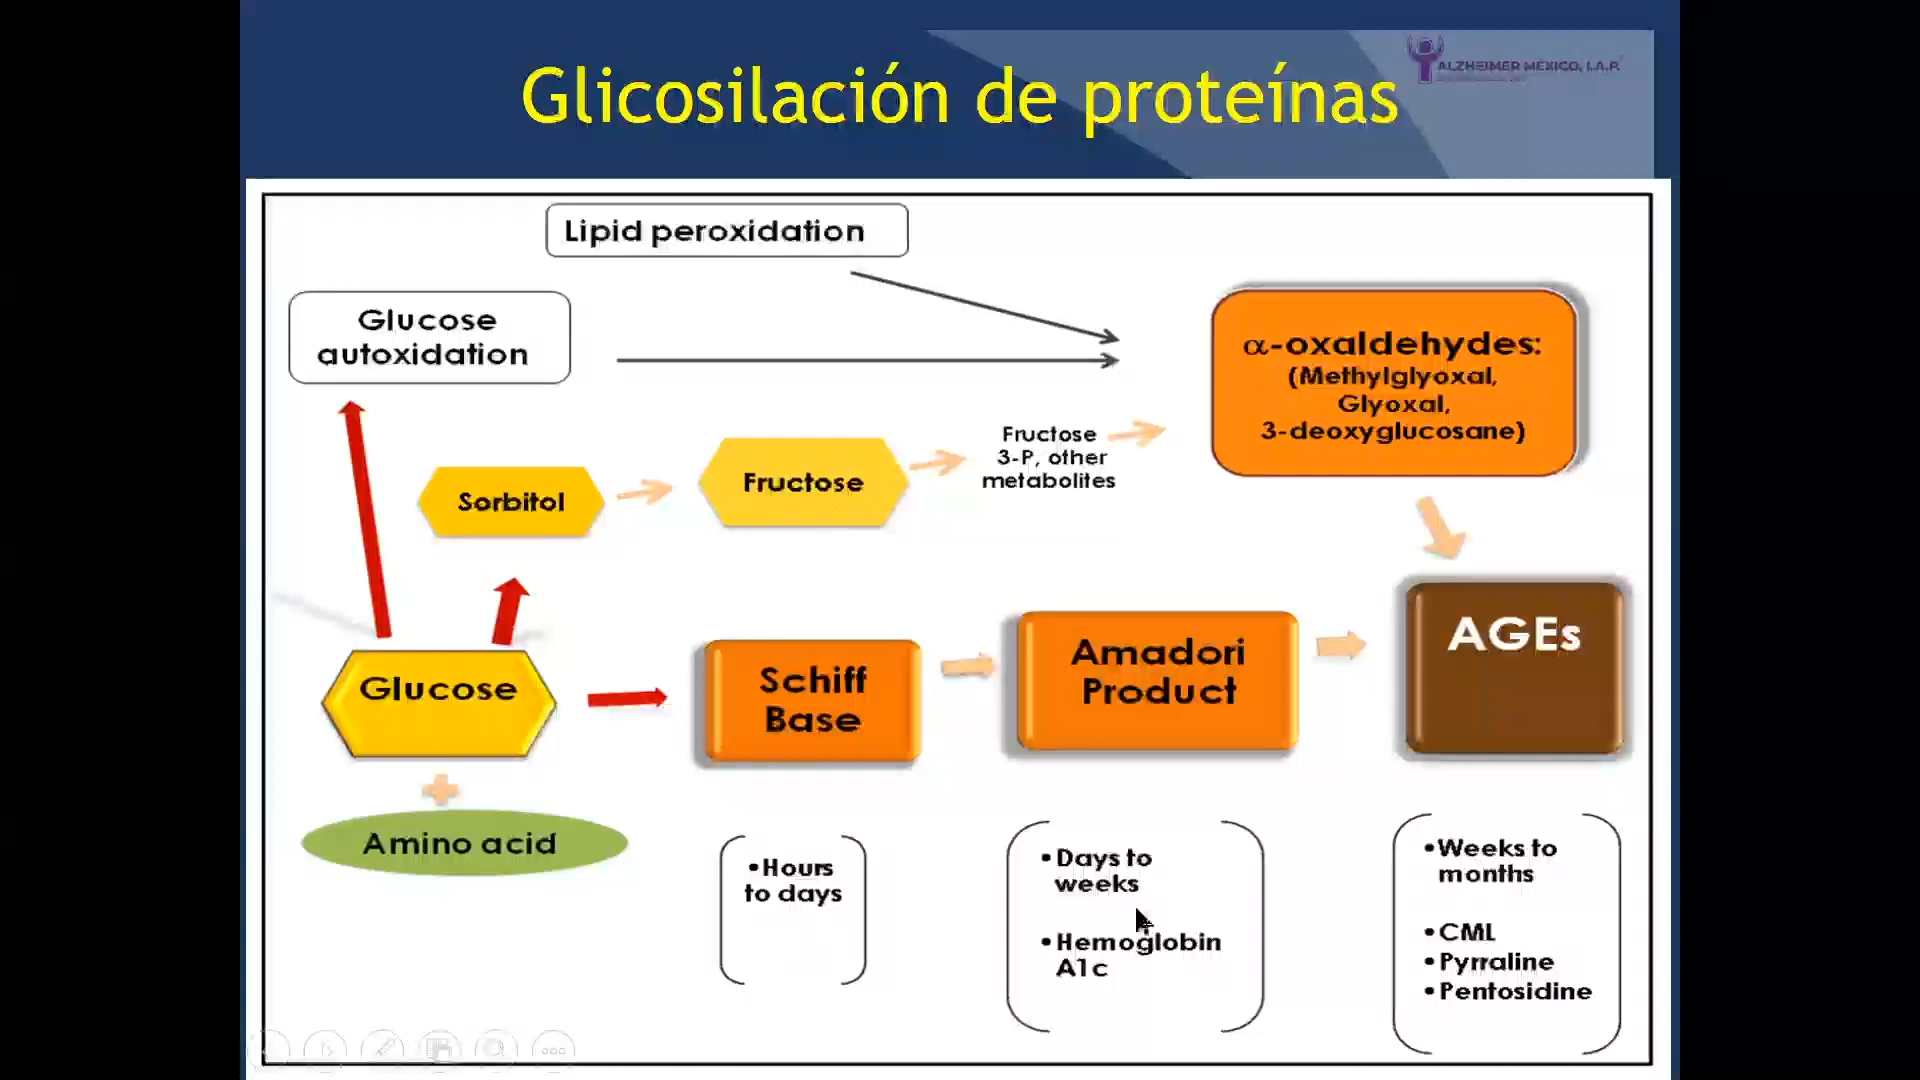 Glicosilación de proteínas
ALZHEIMER MÉXICO, I.A.P.
Lipid peroxidation
Glucose
autoxidation
α-oxaldehydes:
(Methylglyoxal,
Glyoxal,
3-deoxyglucosane)
Fructose
3-P, other
metabolites
Fructose
Sorbitol
Glucose
Schiff
Base
Amadori
Product
AGEs
Amino acid
•Hours
to days
•Days to
weeks
•Hemoglobin
A1c
•Weeks to
months
•CML
•Pyrraline
•Pentosidine